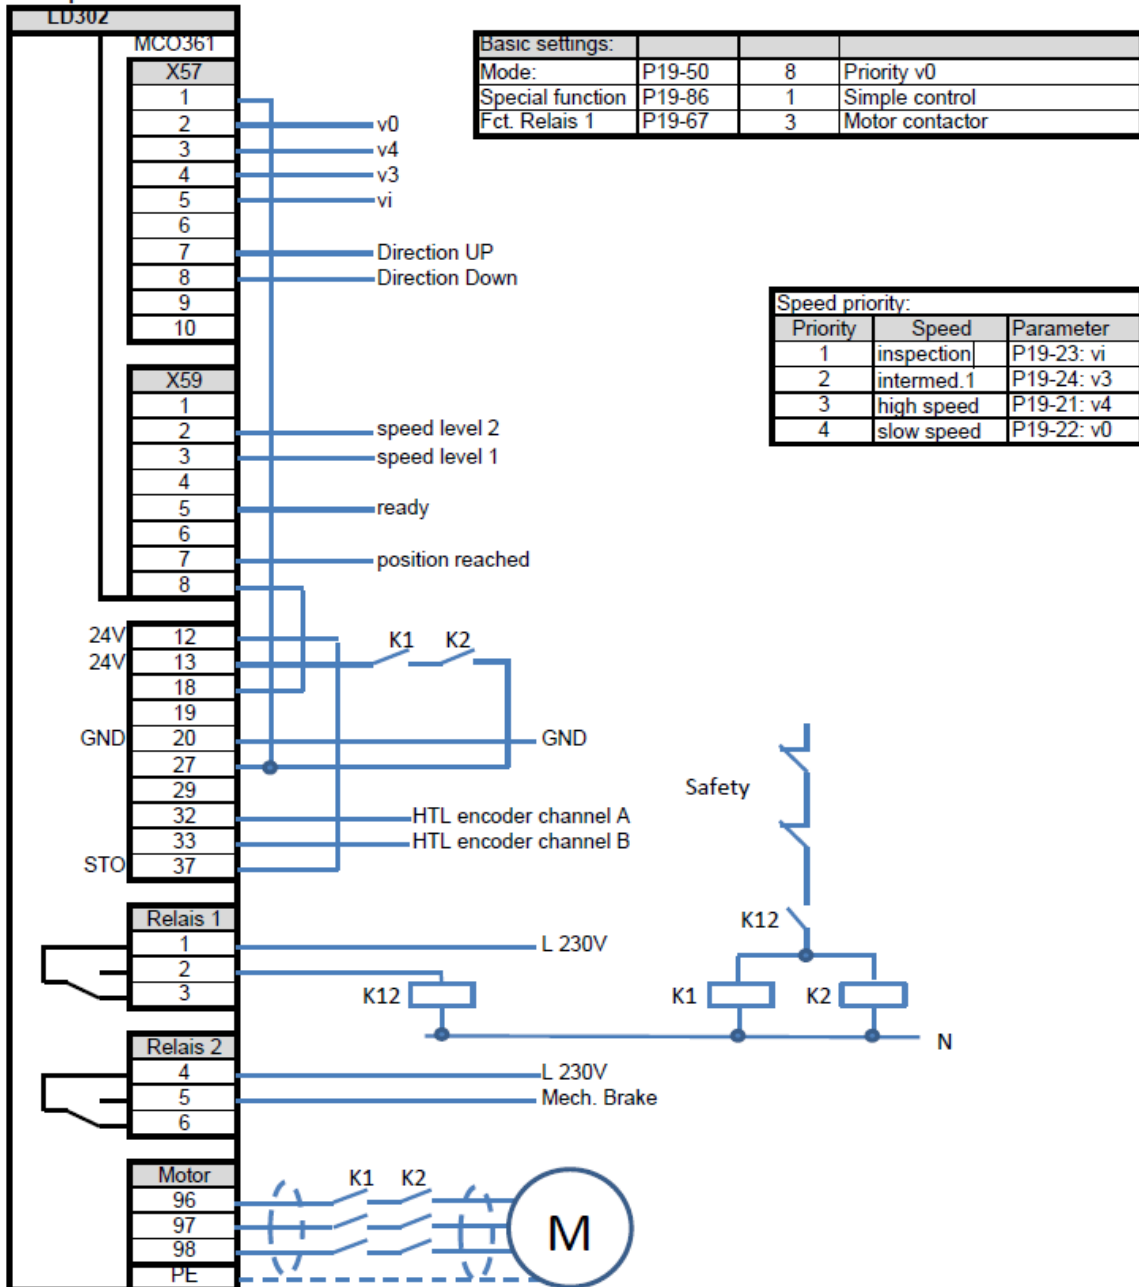 LD302
MCO361
X57
1
2 v0
3 v4
4 v3
5 vi
6
7 Direction UP
8 Direction Down
9
10
Basic settings:
Mode: P19-50 8 Priority v0
Special function P19-86 1 Simple control
Fct. Relais 1 P19-67 3 Motor contactor
Speed priority:
Priority Speed Parameter
1 inspection P19-23: vi
2 intermed.1 P19-24: v3
3 high speed P19-21: v4
4 slow speed P19-22: v0
X59
1
2 speed level 2
3 speed level 1
4
5 ready
6
7 position reached
8
24V 12
24V 13 K1 K2
18
19
GND 20 GND
27
29
32 HTL encoder channel A
33 HTL encoder channel B
STO 37
Safety
K12
K1 K2
Relais 1
1 L 230V
2
3 K12
N
Relais 2
4 L 230V
5 Mech. Brake
6
Motor K1 K2
96
97 M
98
PE